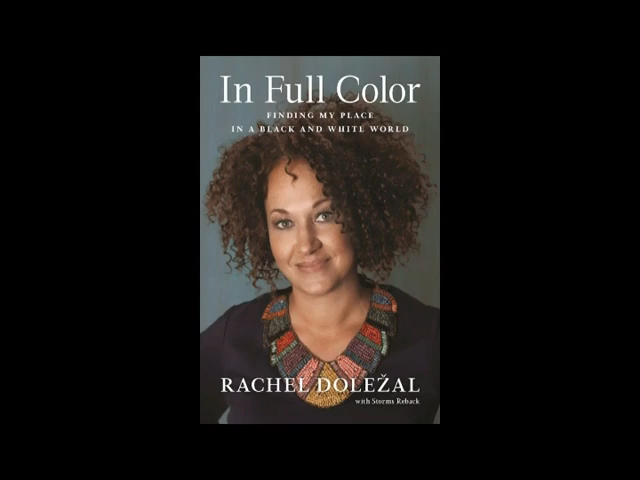 In Full Color
FINDING MY PLACE
IN A BLACK AND WHITE WORLD
RACHEL DOLEŽAL
with Storms Reback